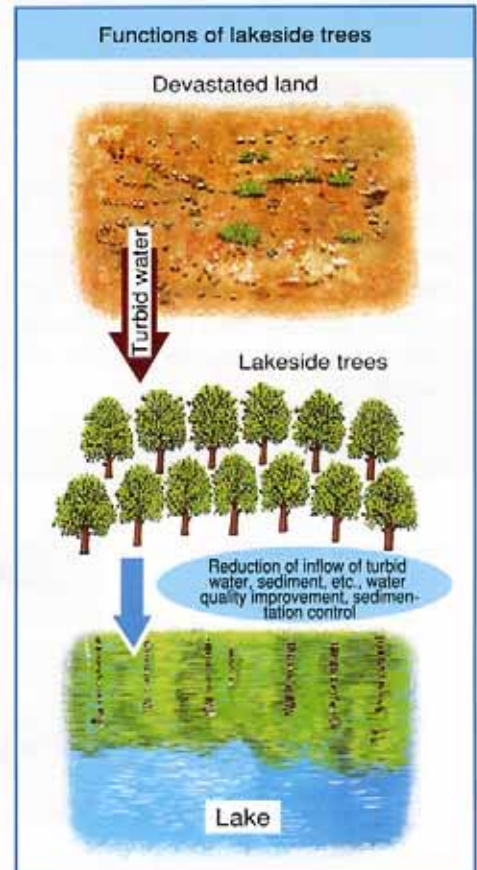 Functions of lakeside trees
Devastated land
Turbid water
Lakeside trees
Reduction of inflow of turbid
water, sediment, etc., water
quality improvement, sedimen-
tation control
Lake